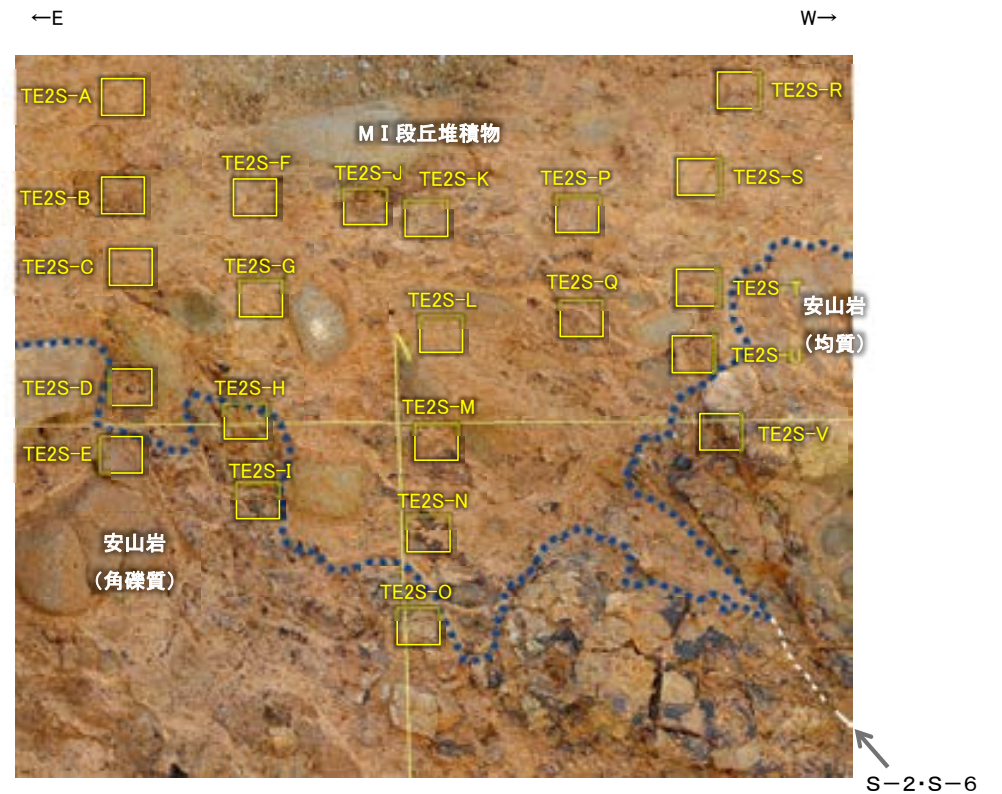 ←E
W→
TE2S-A
TE2S-R
MⅠ段丘堆積物
TE2S-F
TE2S-J
TE2S-K
TE2S-P
TE2S-S
TE2S-B
TE2S-C
TE2S-G
TE2S-Q
TE2S-T
TE2S-L
安山岩
(均質)
TE2S-U
TE2S-D
TE2S-H
TE2S-M
TE2S-V
TE2S-E
TE2S-I
TE2S-N
安山岩
(角礫質)
TE2S-O
S-2・S-6